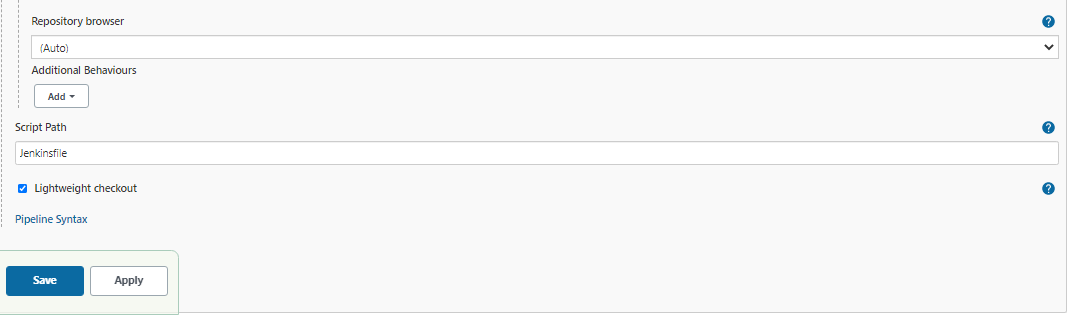 Repository browser
?
(Auto)
Additional Behaviours
Add
Script Path
?
Jenkinsfile
Lightweight checkout
?
Pipeline Syntax
Save
Apply